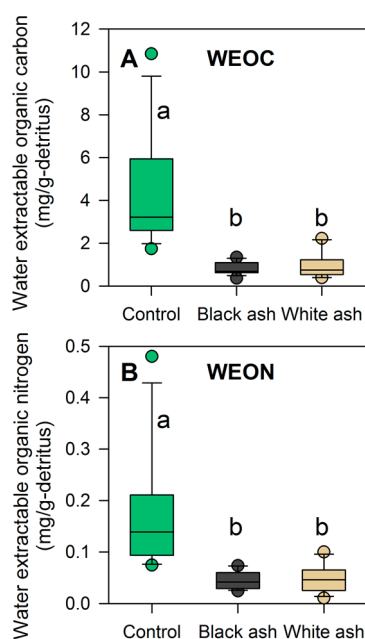 Water extractable organic carbon
(mg/g-detritus)
A
WEOC
12
10
8
6
4
2
0
a
b
b
Control
Black ash
White ash
Water extractable organic nitrogen
(mg/g-detritus)
B
WEON
0.5
0.4
0.3
0.2
0.1
0.0
a
b
b
Control
Black ash
White ash